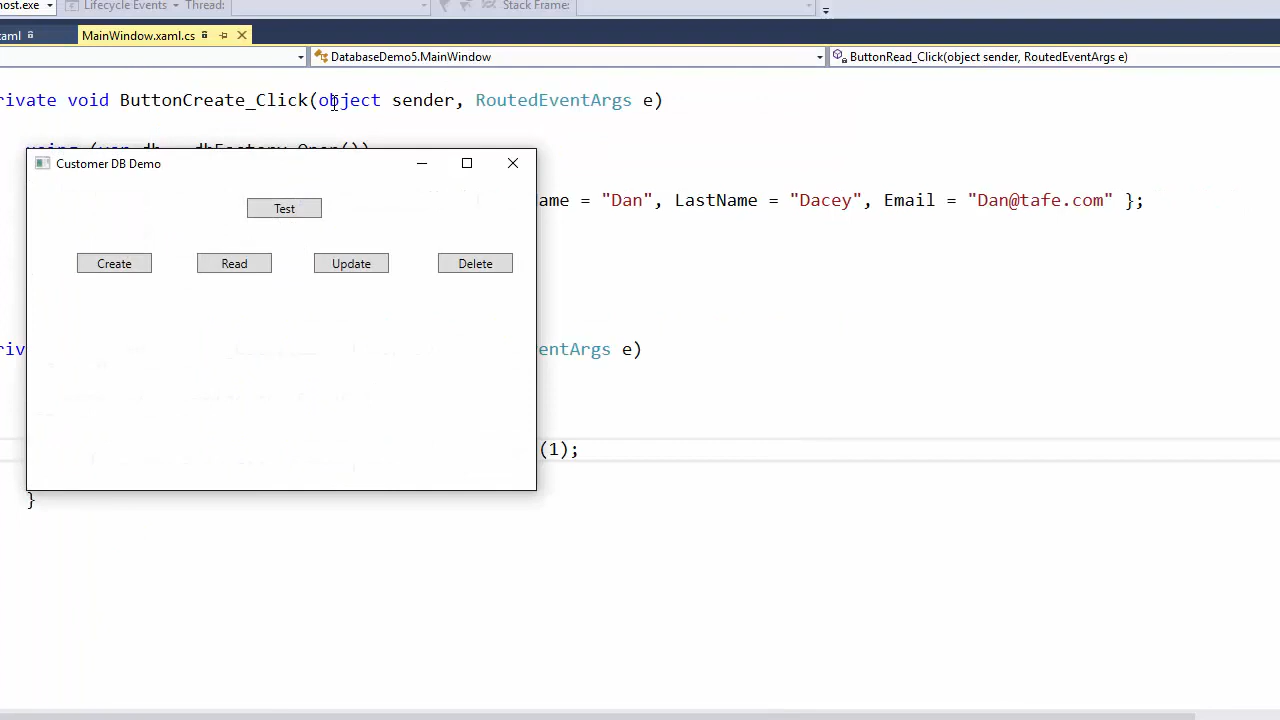 host.exe Lifecycle Events Thread: Stack Frame:
aml MainWindow.xaml.cs
DatabaseDemo5.MainWindow ButtonRead_Click(object sender, RoutedEventArgs e)
rivate void ButtonCreate_Click(object sender, RoutedEventArgs e)
Customer DB Demo
Test
ame = "Dan", LastName = "Dacey", Email = "Dan@tafe.com" };
Create Read Update Delete
riv entArgs e)
(1);
}